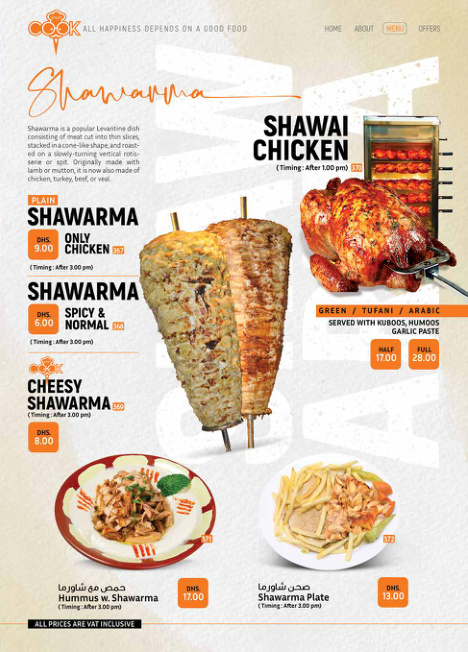 COOK
ALL HAPPINESS DEPENDS ON A GOOD FOOD
HOME ABOUT MENU OFFERS
Shawarma
Shawarma is a popular Levantine dish
consisting of meat cut into thin slices,
stacked in a cone-like shape, and roast-
ed on a slowly-turning vertical rotis-
serie or spit. Originally made with
lamb or mutton, it is now also made of
chicken, turkey, beef, or veal.
SHAWAI
CHICKEN
(Timing : After 1.00 pm) 370
PLAIN
SHAWARMA
DHS.
9.00
ONLY
CHICKEN 367
(Timing : After 3.00 pm)
SHAWARMA
DHS.
6.00
SPICY &
NORMAL 368
(Timing : After 3.00 pm)
COOK
CHEESY
SHAWARMA 369
(Timing : After 3.00 pm)
DHS.
8.00
GREEN / TUFANI / ARABIC
SERVED WITH KUBOOS, HUMOOS
GARLIC PASTE
HALF
17.00
FULL
28.00
371
حمص مع شاورما
Hummus w. Shawarma
(Timing : After 3.00 pm)
DHS.
17.00
372
صحن شاورما
Shawarma Plate
(Timing : After 3.00 pm)
DHS.
13.00
ALL PRICES ARE VAT INCLUSIVE